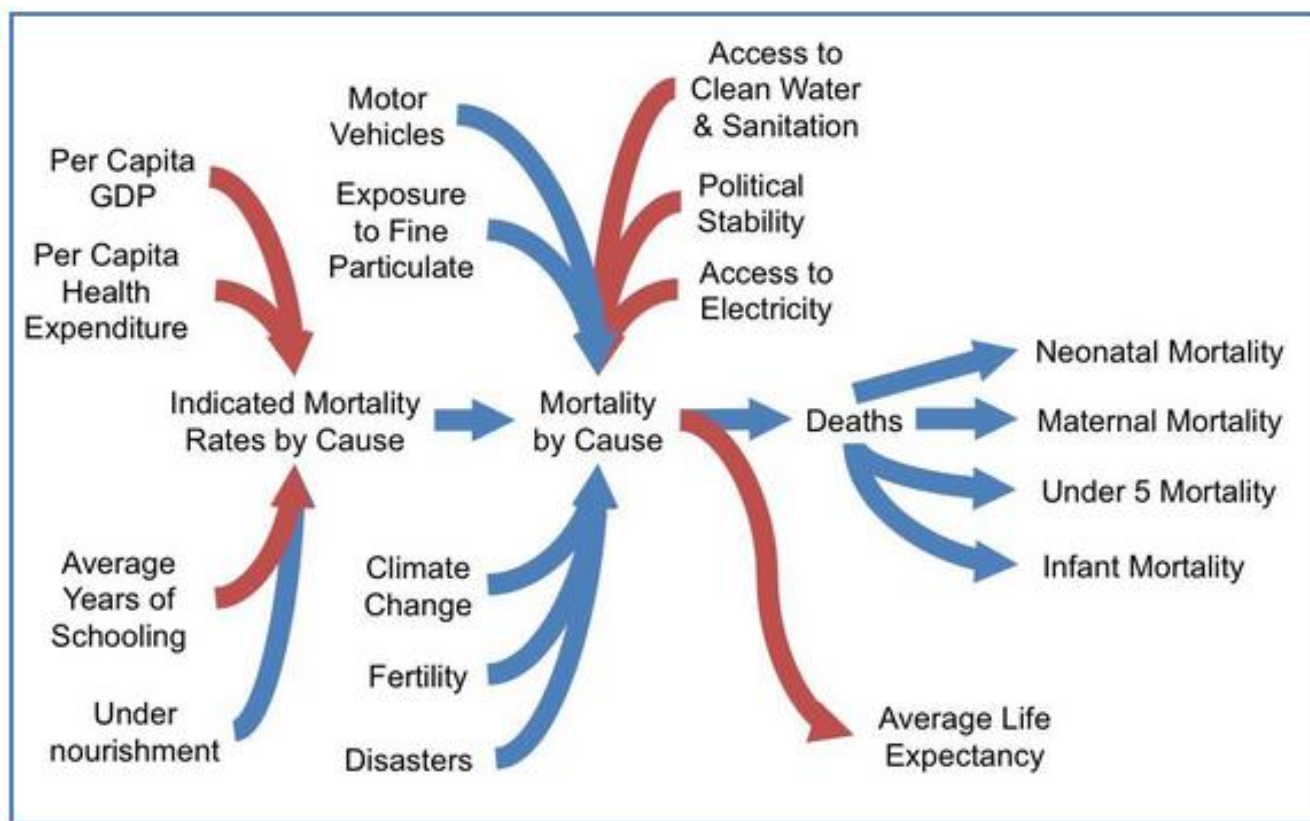 Per Capita
GDP
Per Capita
Health
Expenditure
Motor
Vehicles
Exposure
to Fine
Particulate
Access to
Clean Water
& Sanitation
Political
Stability
Access to
Electricity
Indicated Mortality
Rates by Cause
Mortality
by Cause
Deaths
Neonatal Mortality
Maternal Mortality
Under 5 Mortality
Infant Mortality
Average
Years of
Schooling
Under
nourishment
Climate
Change
Fertility
Disasters
Average Life
Expectancy